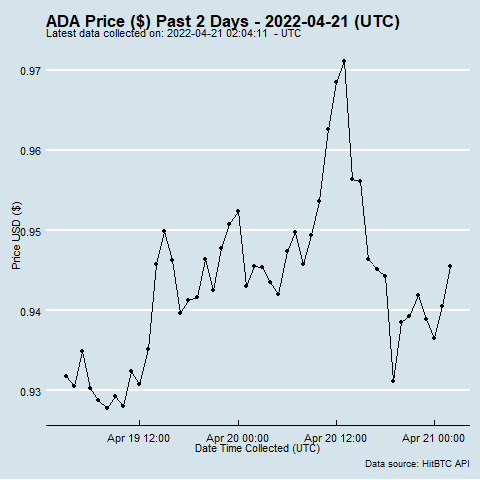 ADA Price ($) Past 2 Days - 2022-04-21 (UTC)
Latest data collected on: 2022-04-21 02:04:11 - UTC
0.97
0.96
0.95
0.94
0.93
Price USD ($)
Apr 19 12:00
Apr 20 00:00
Apr 20 12:00
Apr 21 00:00
Date Time Collected (UTC)
Data source: HitBTC API